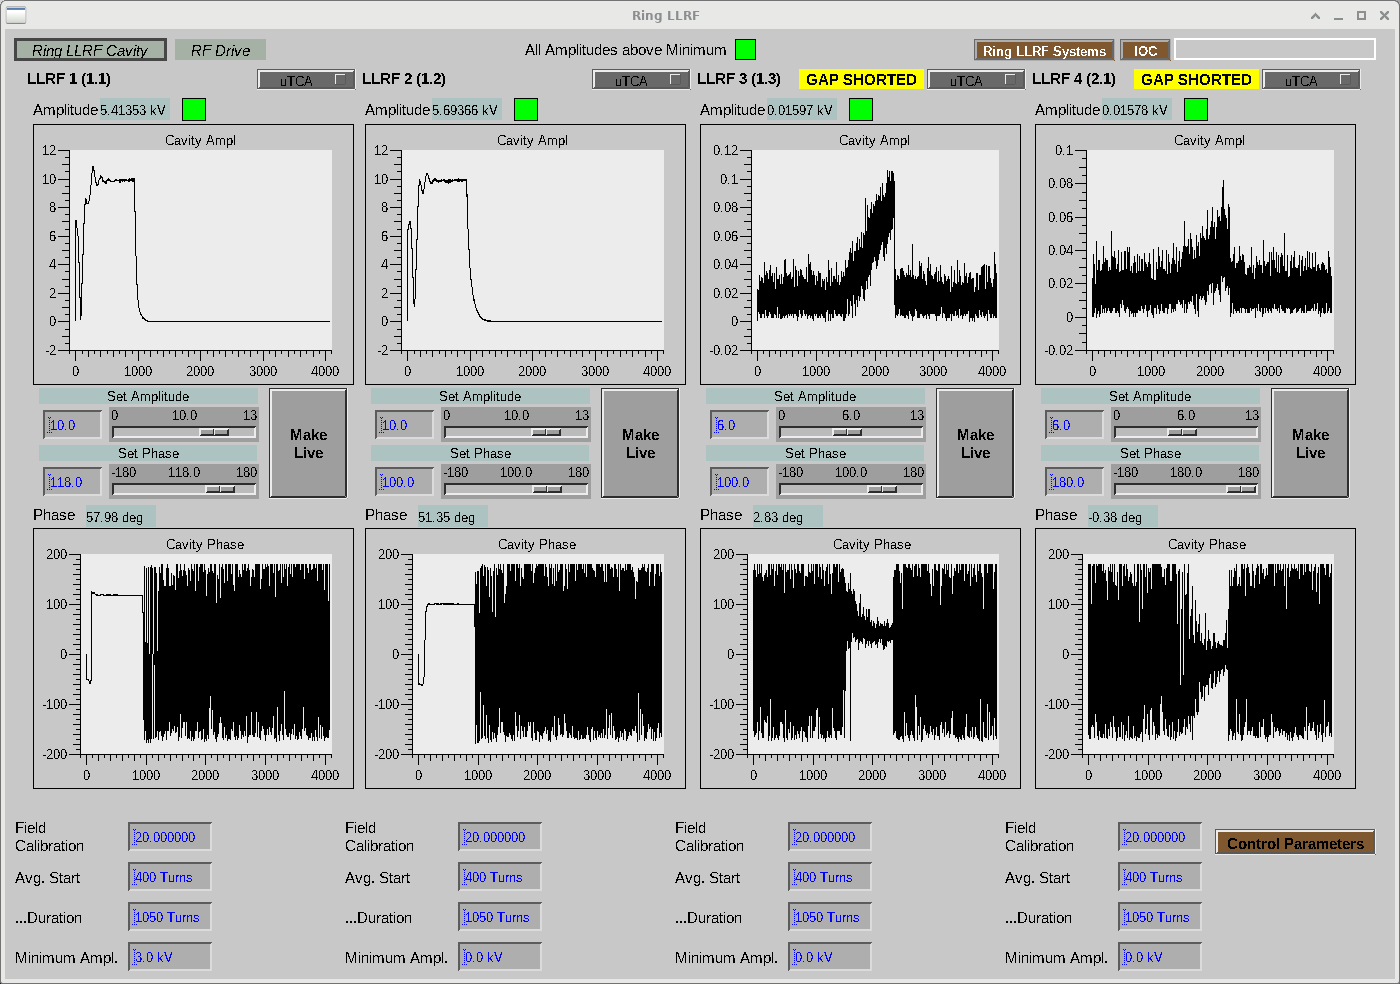 Ring LLRF
Ring LLRF Cavity
RF Drive
All Amplitudes above Minimum
Ring LLRF Systems
IOC
LLRF 1 (1.1)
uTCA
LLRF 2 (1.2)
uTCA
LLRF 3 (1.3)
GAP SHORTED
uTCA
LLRF 4 (2.1)
GAP SHORTED
uTCA
Amplitude 5.41353 kV
Amplitude 5.69366 kV
Amplitude 0.01597 kV
Amplitude 0.01578 kV
Cavity Ampl
12
10
8
6
4
2
0
-2
0 1000 2000 3000 4000
Cavity Ampl
12
10
8
6
4
2
0
-2
0 1000 2000 3000 4000
Cavity Ampl
0.12
0.1
0.08
0.06
0.04
0.02
0
-0.02
0 1000 2000 3000 4000
Cavity Ampl
0.1
0.08
0.06
0.04
0.02
0
-0.02
0 1000 2000 3000 4000
Set Amplitude
10.0
0 10.0 13
Set Phase
118.0
-180 118.0 180
Make
Live
Set Amplitude
10.0
0 10.0 13
Set Phase
100.0
-180 100.0 180
Make
Live
Set Amplitude
6.0
0 6.0 13
Set Phase
100.0
-180 100.0 180
Make
Live
Set Amplitude
6.0
0 6.0 13
Set Phase
180.0
-180 180.0 180
Make
Live
Phase 57.98 deg
Phase 51.35 deg
Phase 2.83 deg
Phase -0.38 deg
Cavity Phase
200
100
0
-100
-200
0 1000 2000 3000 4000
Cavity Phase
200
100
0
-100
-200
0 1000 2000 3000 4000
Cavity Phase
200
100
0
-100
-200
0 1000 2000 3000 4000
Cavity Phase
200
100
0
-100
-200
0 1000 2000 3000 4000
Field
Calibration
20.000000
Avg. Start
400 Turns
...Duration
1050 Turns
Minimum Ampl.
3.0 kV
Field
Calibration
20.000000
Avg. Start
400 Turns
...Duration
1050 Turns
Minimum Ampl.
0.0 kV
Field
Calibration
20.000000
Avg. Start
400 Turns
...Duration
1050 Turns
Minimum Ampl.
0.0 kV
Field
Calibration
20.000000
Avg. Start
400 Turns
...Duration
1050 Turns
Minimum Ampl.
0.0 kV
Control Parameters